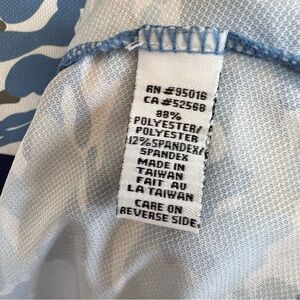 RN #95016
CA #52568
88%
POLYESTER/
POLYESTER
12%SPANDEX/
SPANDEX
MADE IN
TAIWAN
FAIT AU
LA TAIWAN
CARE ON
REVERSE SIDE